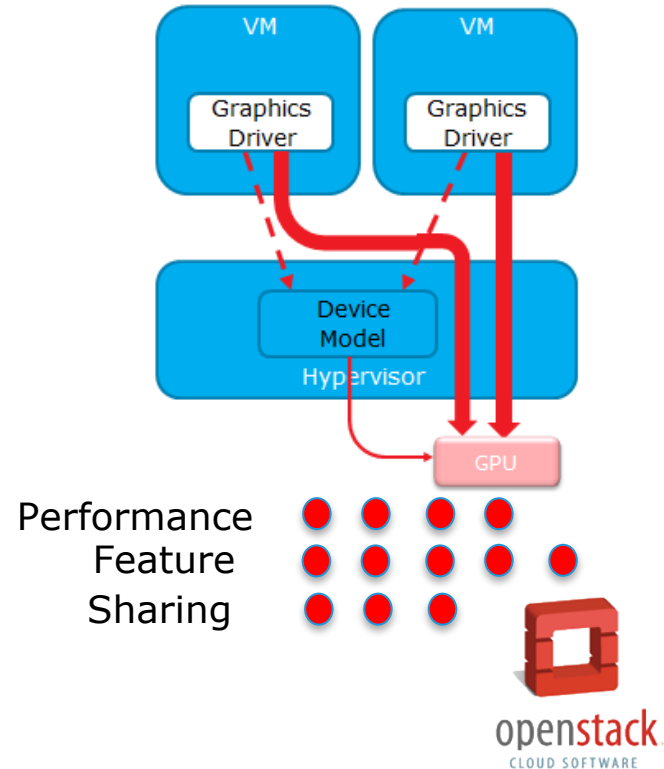 VM
VM
Graphics
Driver
Graphics
Driver
Device
Model
Hypervisor
GPU
Performance
Feature
Sharing
openstack
CLOUD SOFTWARE